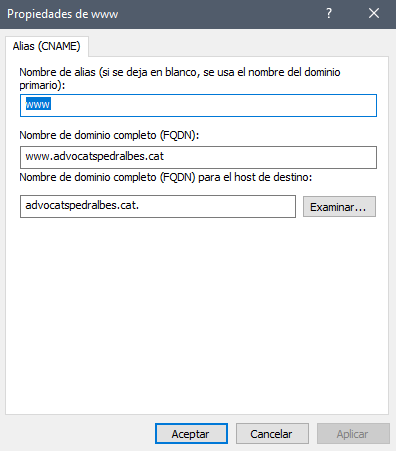 Propiedades de www
?
Alias (CNAME)
Nombre de alias (si se deja en blanco, se usa el nombre del dominio
primario):
www
Nombre de dominio completo (FQDN):
www.advocatspedralbes.cat
Nombre de dominio completo (FQDN) para el host de destino:
advocatspedralbes.cat.
Examinar...
Aceptar
Cancelar
Aplicar